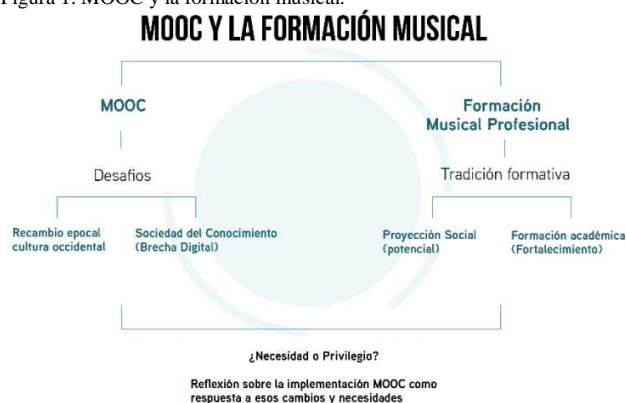 Figura 1. MOOC y la formación musical.
MOOC Y LA FORMACIÓN MUSICAL
MOOC
Formación
Musical Profesional
Desafios
Tradición formativa
Recambio epocal
cultura occidental
Sociedad del Conocimiento
(Brecha Digital)
Proyección Social
(potencial)
Formación académica
(Fortalecimiento)
¿Necesidad o Privilegio?
Reflexión sobre la implementación MOOC como
respuesta a esos cambios y necesidades